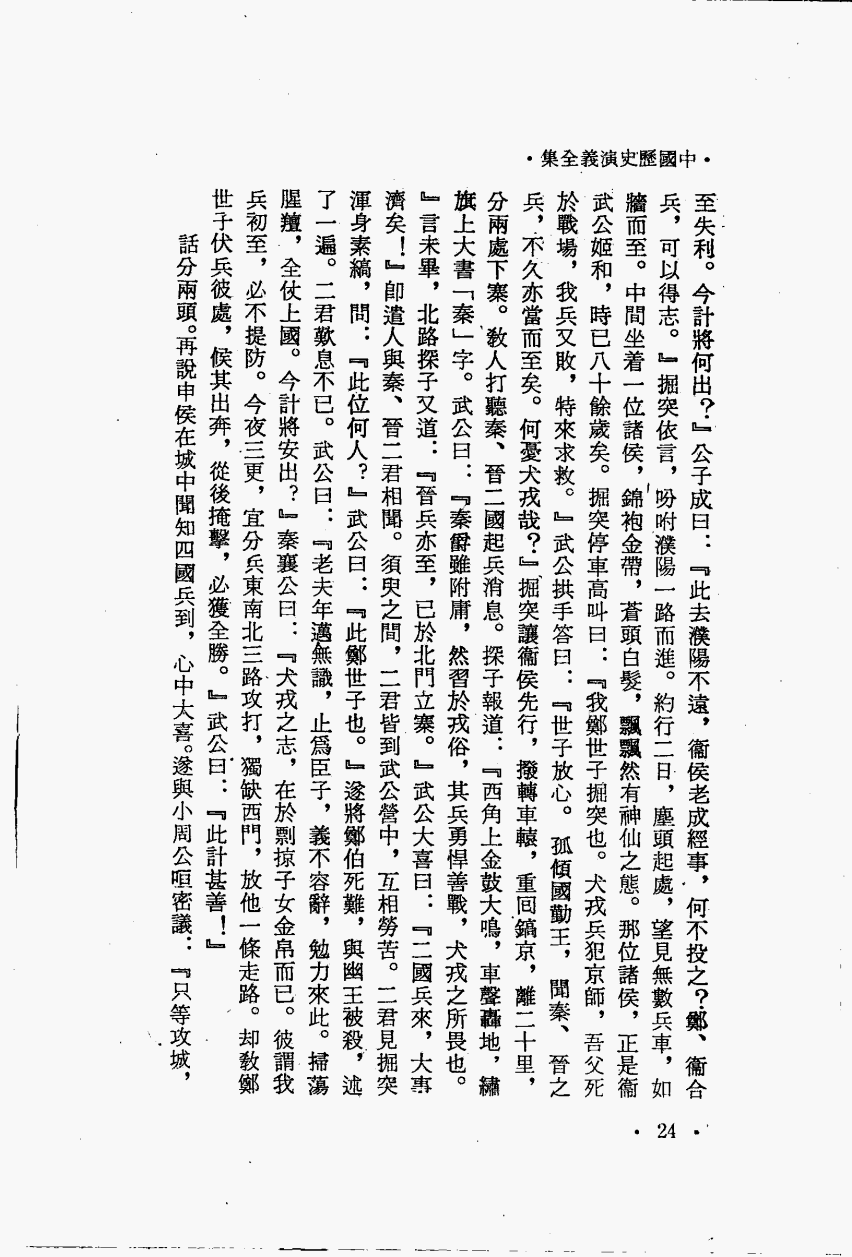 ·中國歷史演義全集·
至失利。今計將何出？』公子成曰：『此去濮陽不遠，衞侯老成經事，何不投之？鄭、衞合
兵，可以得志。』掘突依言，吩咐濮陽一路而進。約行二日，塵頭起處，望見無數兵車，如
牆而至。中間坐着一位諸侯，錦袍金帶，蒼頭白髮，飄飄然有神仙之態。那位諸侯，正是衞
武公姬和，時已八十餘歲矣。掘突停車高叫曰：『我鄭世子掘突也。犬戎兵犯京師，吾父死
於戰場，我兵又敗，特來求救。』武公拱手答曰：『世子放心。孤傾國勤王，聞秦、晉之
兵，不久亦當而至矣。何憂犬戎哉？』掘突讓衞侯先行，撥轉車轅，重囘鎬京，離二十里，
分兩處下寨。敎人打聽秦、晉二國起兵消息。探子報道：『西角上金鼓大鳴，車聲轟地，繡
旗上大書「秦」字。武公曰：『秦爵雖附庸，然習於戎俗，其兵勇悍善戰，犬戎之所畏也。
』言未畢，北路探子又道：『晉兵亦至，已於北門立寨。』武公大喜曰：『二國兵來，大事
濟矣！』卽遣人與秦、晉二君相聞。須臾之間，二君皆到武公營中，互相勞苦。二君見掘突
渾身素縞，問：『此位何人？』武公曰：『此鄭世子也。』遂將鄭伯死難，與幽王被殺，述
了一遍。二君歎息不已。武公曰：『老夫年邁無識，止爲臣子，義不容辭，勉力來此。掃蕩
腥羶，全仗上國。今計將安出？』秦襄公曰：『犬戎之志，在於剽掠子女金帛而已。彼謂我
兵初至，必不提防。今夜三更，宜分兵東南北三路攻打，獨缺西門，放他一條走路。却敎鄭
世子伏兵彼處，候其出奔，從後掩擊，必獲全勝。』武公曰：『此計甚善！』
話分兩頭。再說申侯在城中聞知四國兵到，心中大喜。遂與小周公咺密議：『只等攻城，
· 24 ·